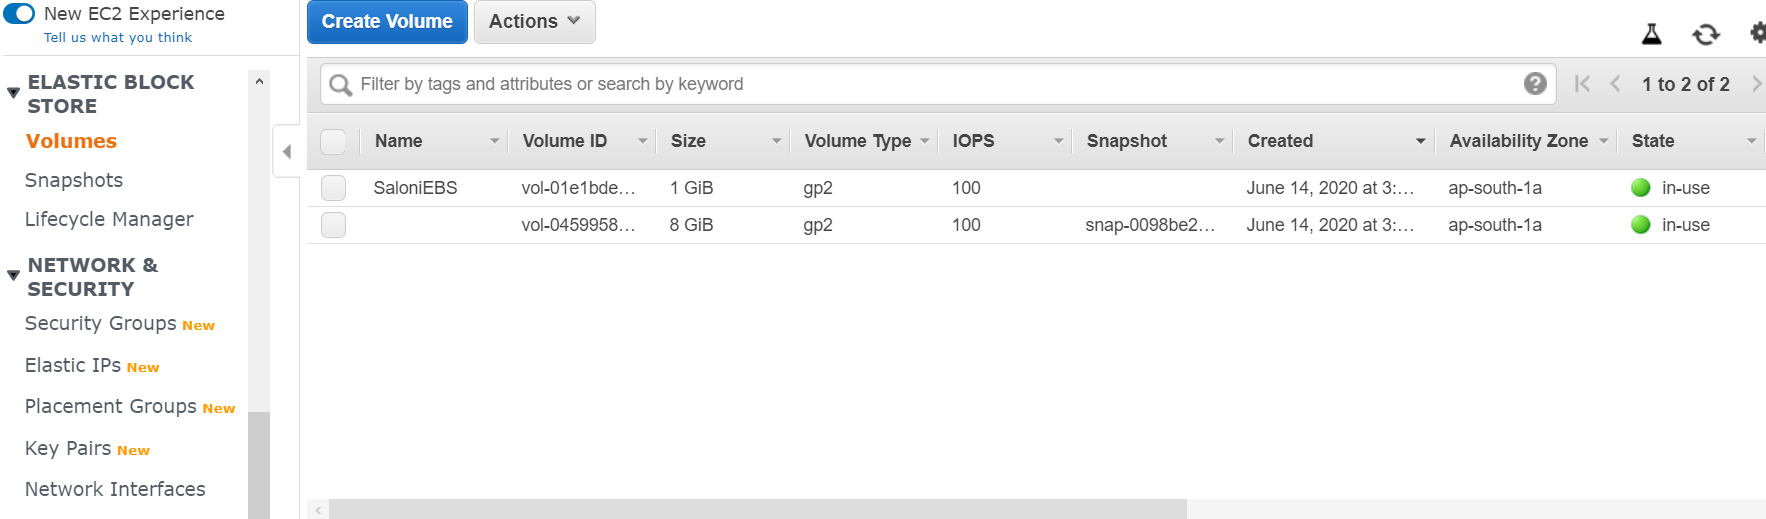 New EC2 Experience
Tell us what you think
ELASTIC BLOCK
STORE
Volumes
Snapshots
Lifecycle Manager
NETWORK &
SECURITY
Security Groups New
Elastic IPs New
Placement Groups New
Key Pairs New
Network Interfaces
Create Volume Actions
Filter by tags and attributes or search by keyword 1 to 2 of 2
Name Volume ID Size Volume Type IOPS Snapshot Created Availability Zone State
SaloniEBS vol-01e1bde... 1 GiB gp2 100 June 14, 2020 at 3:... ap-south-1a in-use
vol-0459958... 8 GiB gp2 100 snap-0098be2... June 14, 2020 at 3:... ap-south-1a in-use